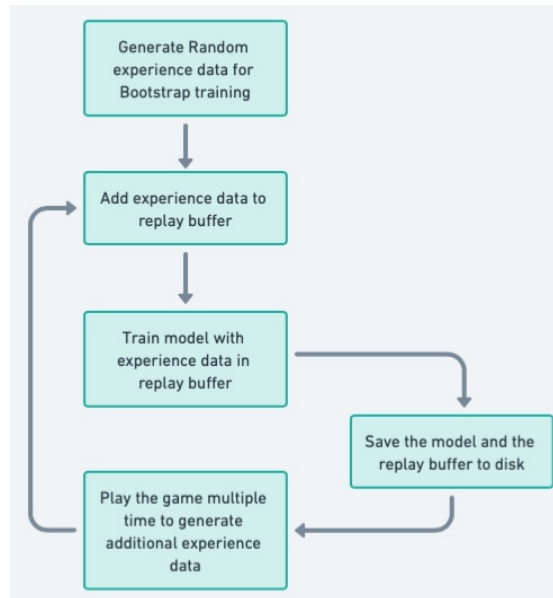 Generate Random
experience data for
Bootstrap training
Add experience data to
replay buffer
Train model with
experience data in
replay buffer
Save the model and the
replay buffer to disk
Play the game multiple
time to generate
additional experience
data